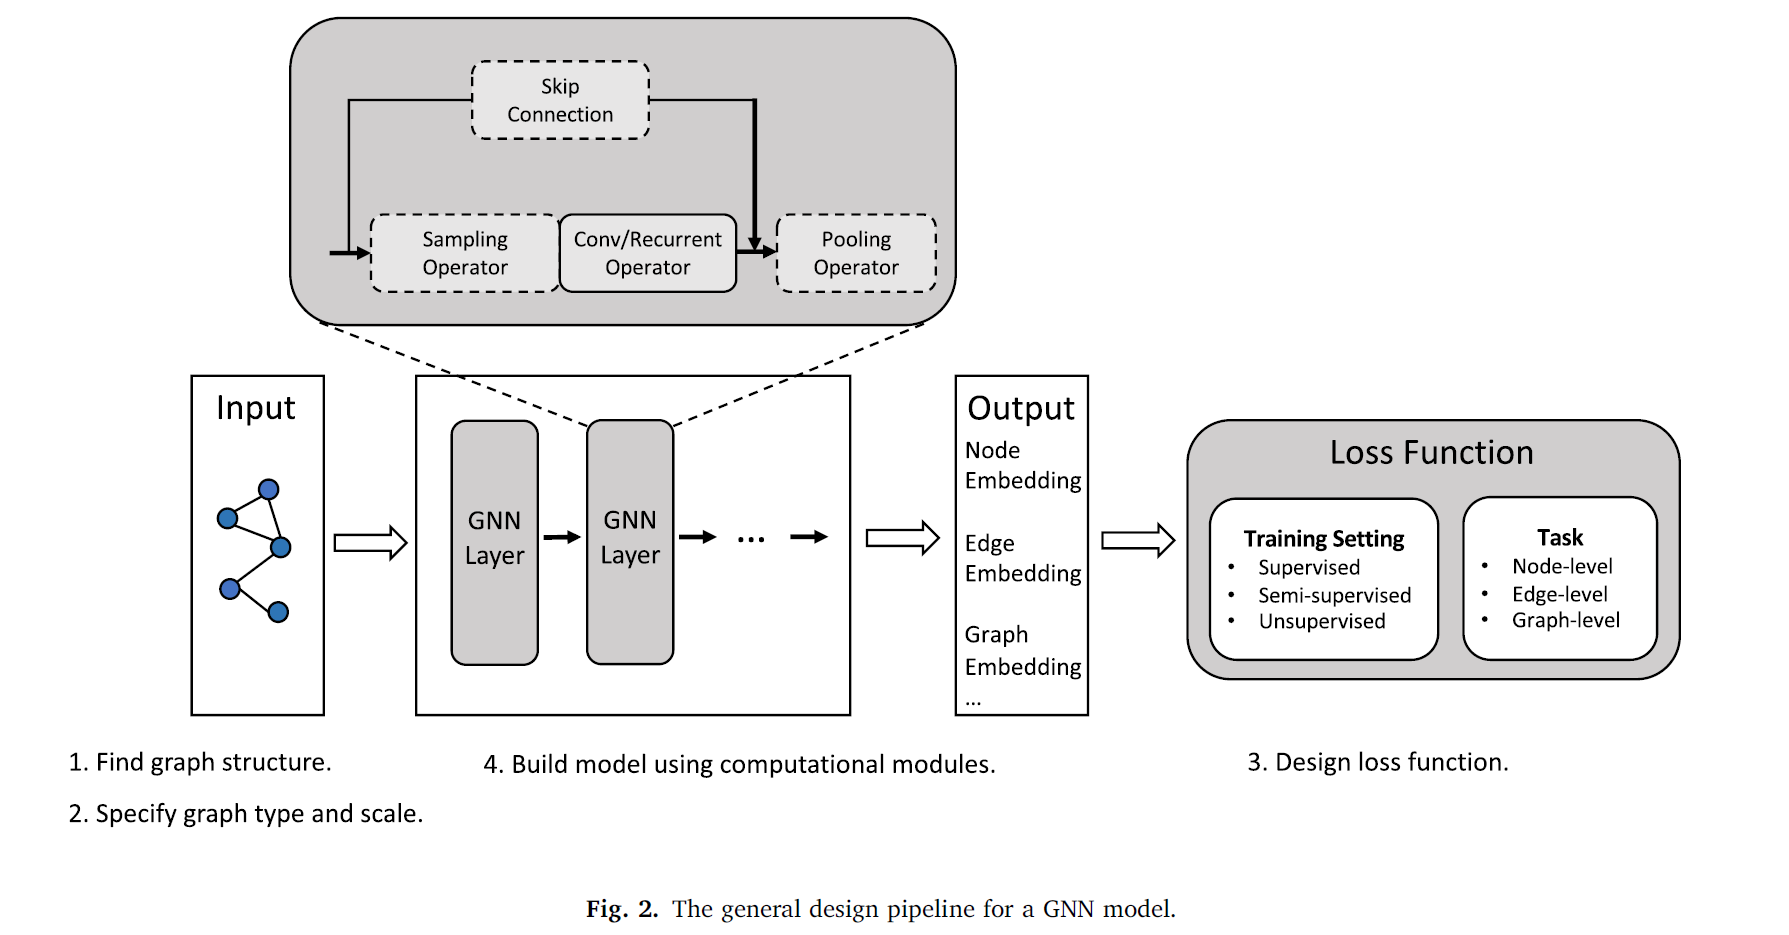 Skip
Connection
Sampling
Operator
Conv/Recurrent
Operator
Pooling
Operator
Input
GNN
Layer
GNN
Layer
...
Output
Node
Embedding
Edge
Embedding
Graph
Embedding
...
Loss Function
Training Setting
• Supervised
• Semi-supervised
• Unsupervised
Task
• Node-level
• Edge-level
• Graph-level
1. Find graph structure.
2. Specify graph type and scale.
4. Build model using computational modules.
3. Design loss function.
Fig. 2. The general design pipeline for a GNN model.